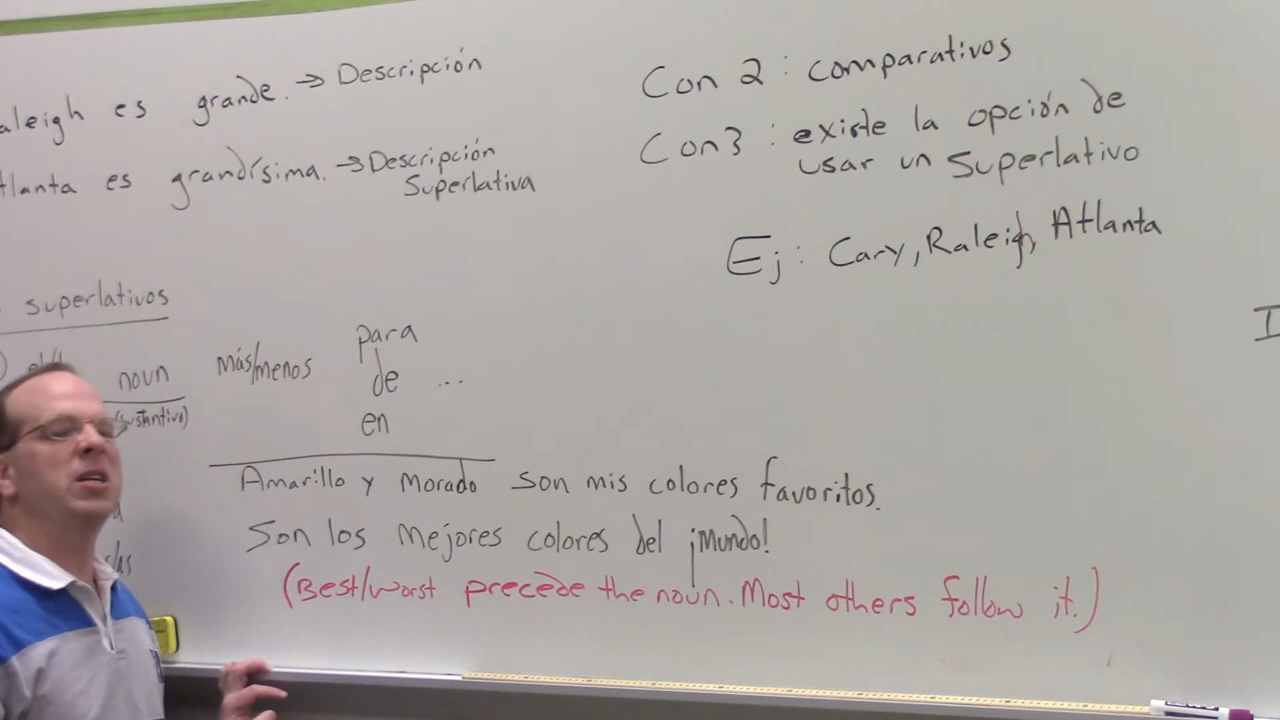 aleigh es grande. → Descripción
tlanta es grandísima. → Descripción
Superlativa
Con 2 : comparativos
Con 3 : existe la opción de
usar un Superlativo
Ej : Cary, Raleigh, Atlanta
superlativos
noun más/menos para
de ...
en
(sustantivo)
Amarillo y Morado son mis colores favoritos.
Son los mejores colores del ¡Mundo!
(Best/worst precede the noun. Most others follow it.)